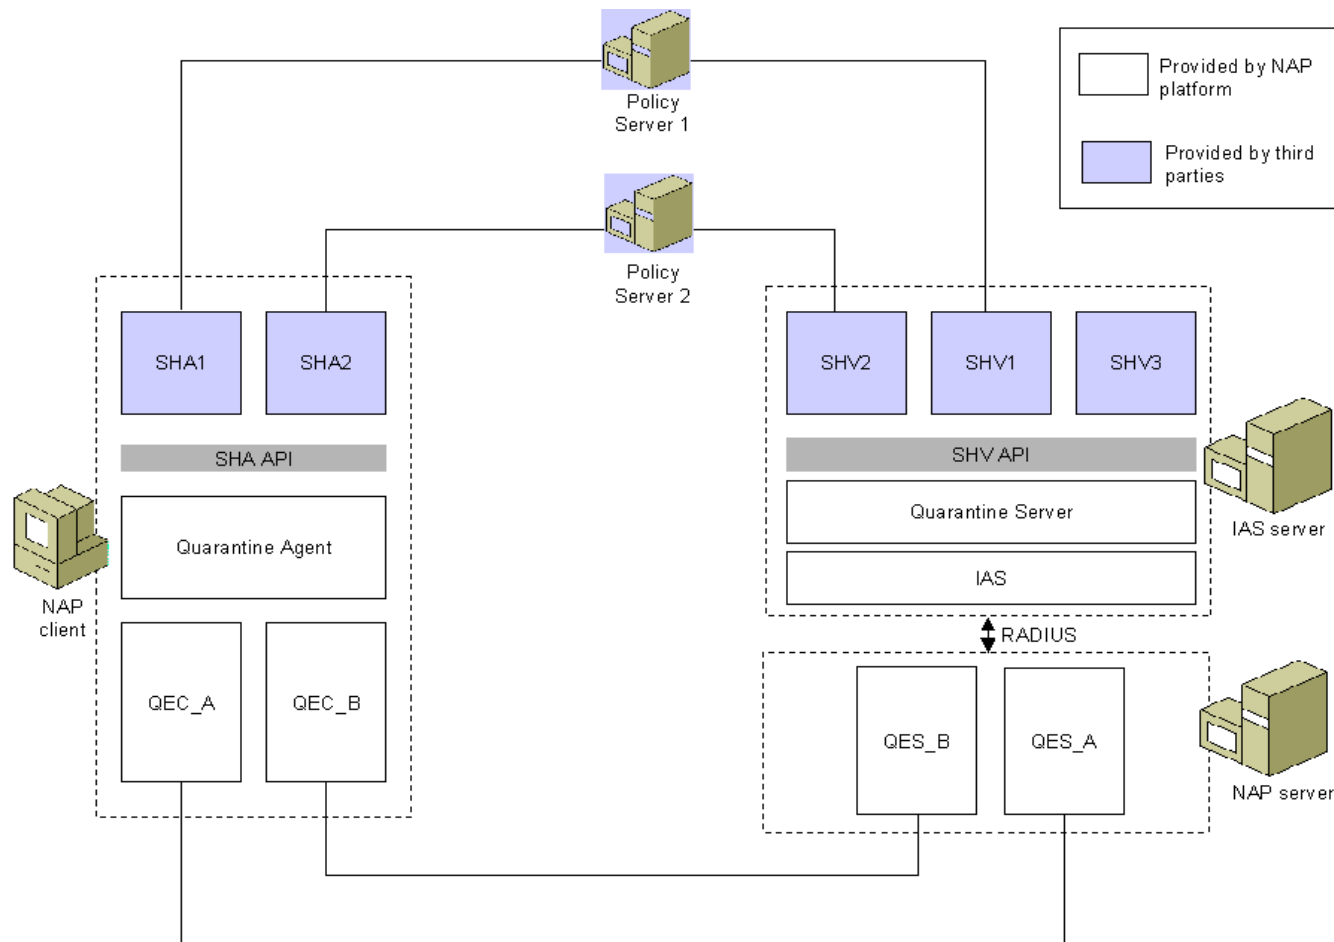 Policy
Server 1
Provided by NAP
platform
Provided by third
parties
Policy
Server 2
SHA1
SHA2
SHV2
SHV1
SHV3
SHA API
SHV API
Quarantine Agent
Quarantine Server
IAS server
IAS
NAP
client
RADIUS
QEC_A
QEC_B
QES_B
QES_A
NAP server